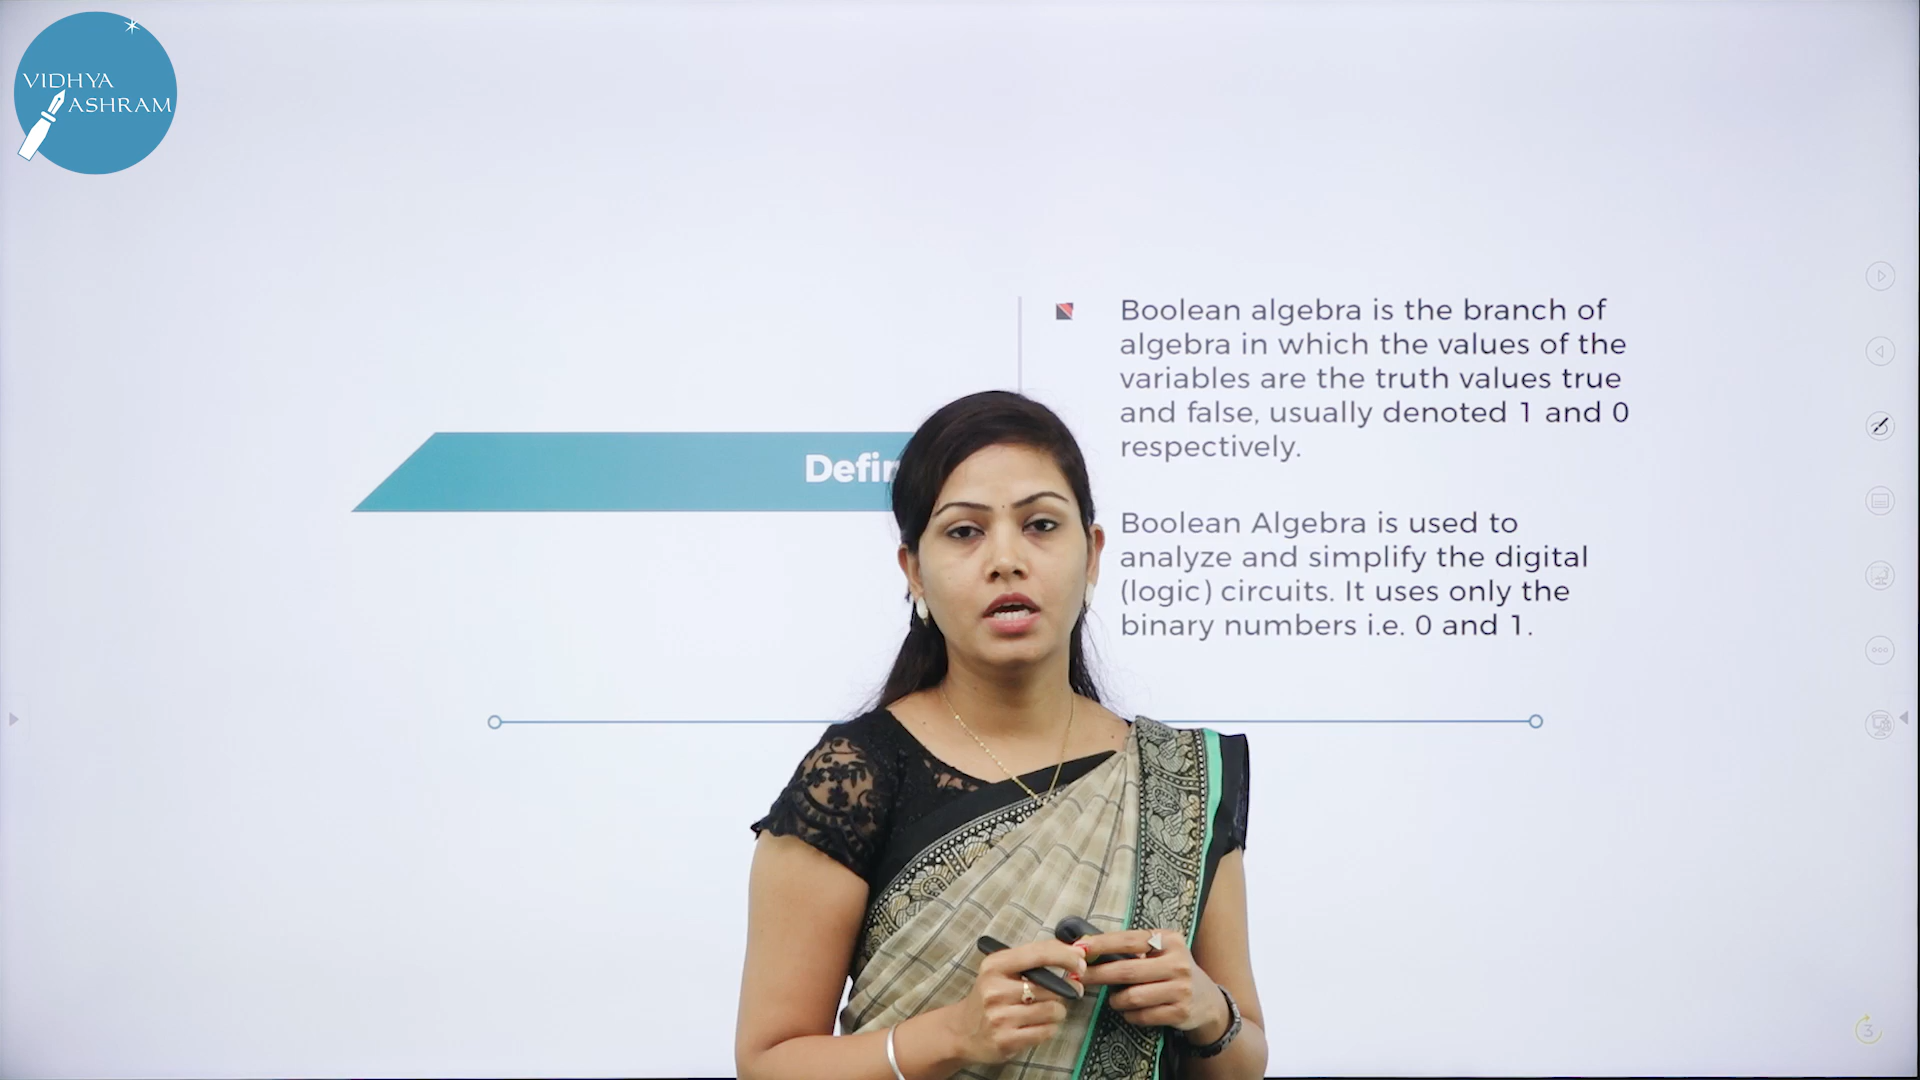 VIDHYA
ASHRAM
Boolean algebra is the branch of
algebra in which the values of the
variables are the truth values true
and false, usually denoted 1 and 0
respectively.
Boolean Algebra is used to
analyze and simplify the digital
(logic) circuits. It uses only the
binary numbers i.e. 0 and 1.
3